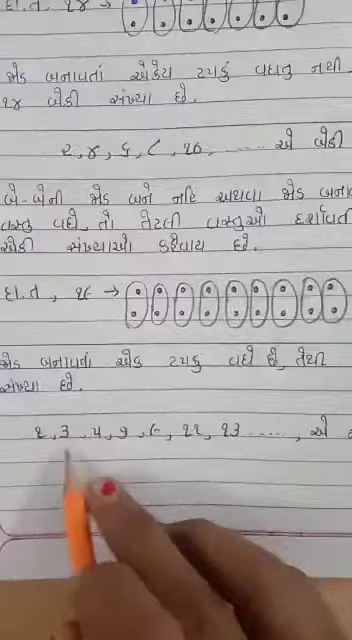 દા.ત, ૧૪ →
જોડ બનાવતાં એકેય ટપકું વધતુ નથી.
૧૪ બેકી સંખ્યા છે.
૨, ૪, ૬, ૮, ૧૦, ...... એ બેકી
બે-બેની જોડ બને નહિ અથવા જોડ બના
વસ્તુ વધે, તો તેટલી વસ્તુઓ દર્શાવતી
એકી સંખ્યાઓ કહેવાય છે.
દા.ત, →
જોડ બનાવતાં એક ટપકું વધે છે, તેથી
સંખ્યા છે.
૧, ૩, ૫, ૭, ૯, ૧૧, ૧૩ ......, એ